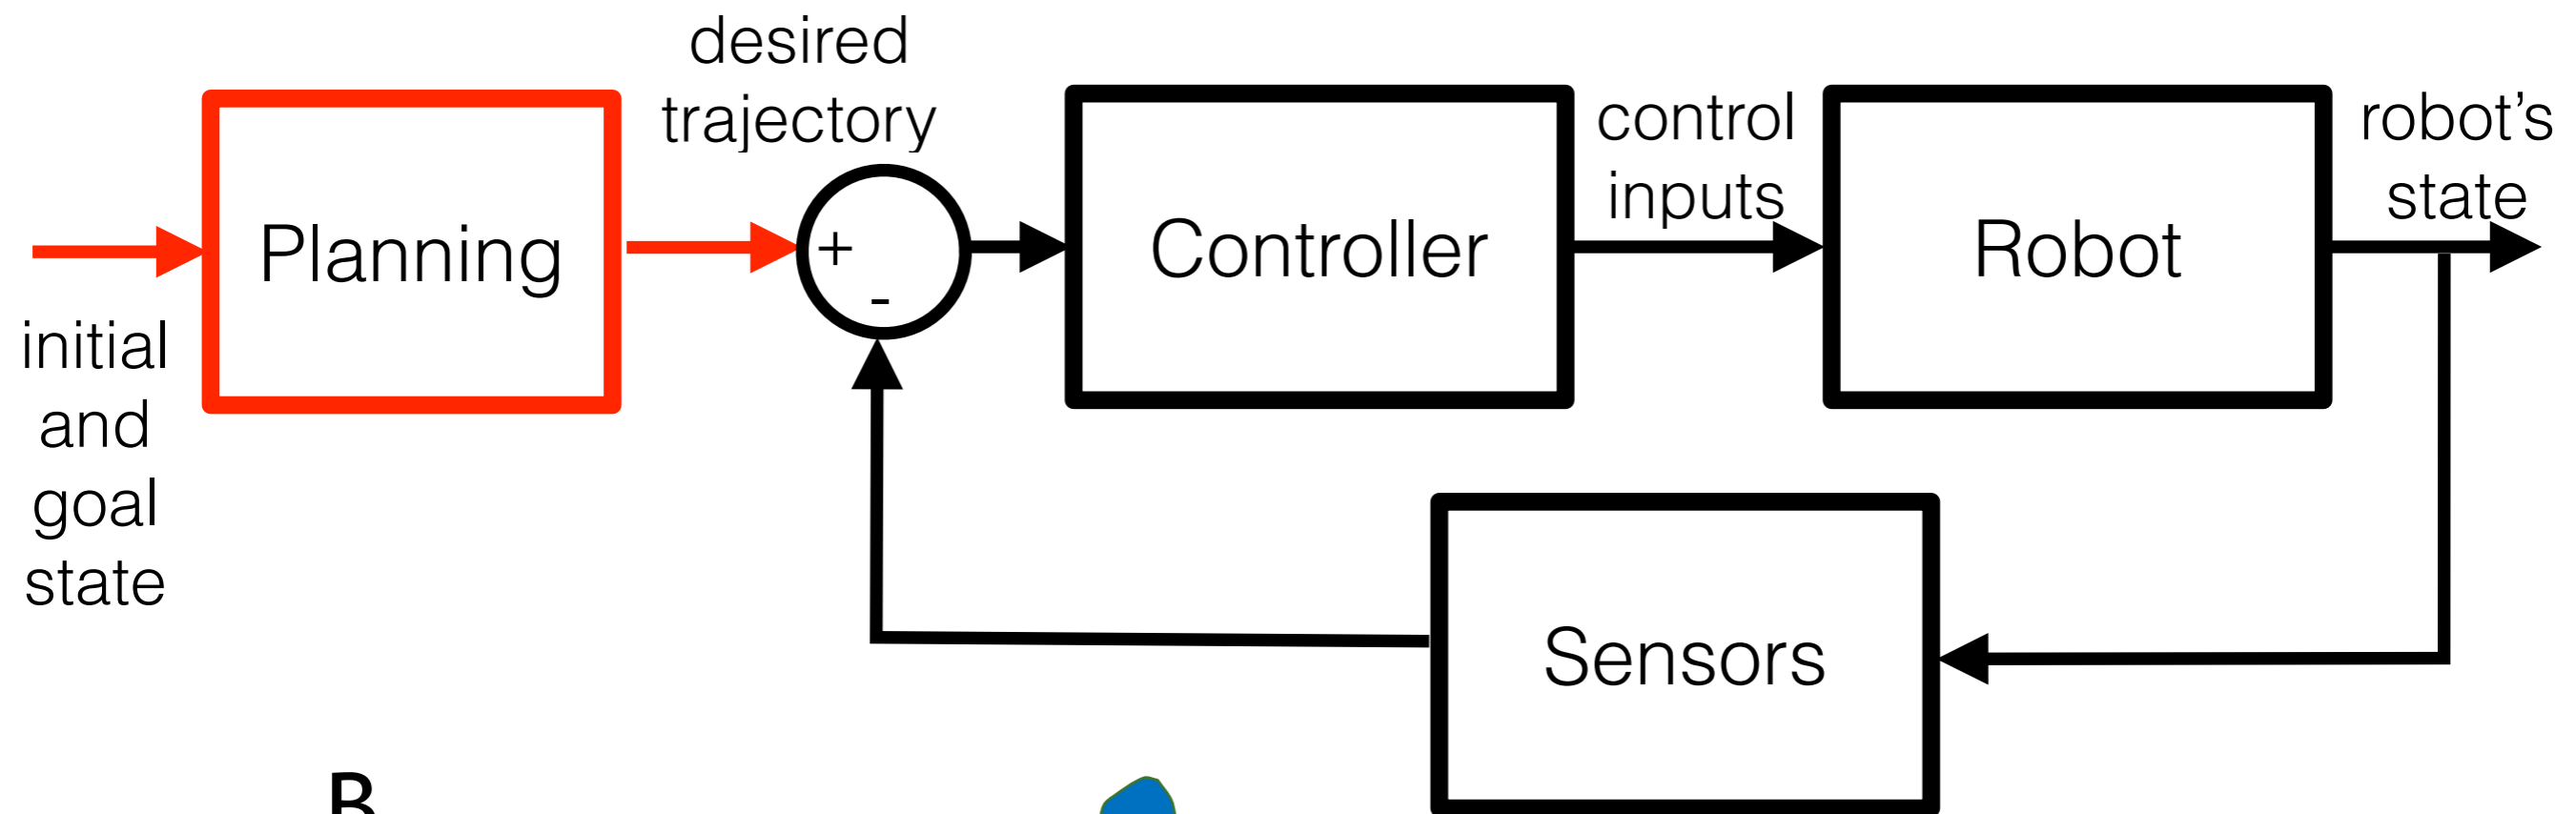 desired
trajectory
Planning
+
-
Controller
control
inputs
Robot
robot's
state
initial
and
goal
state
Sensors
B